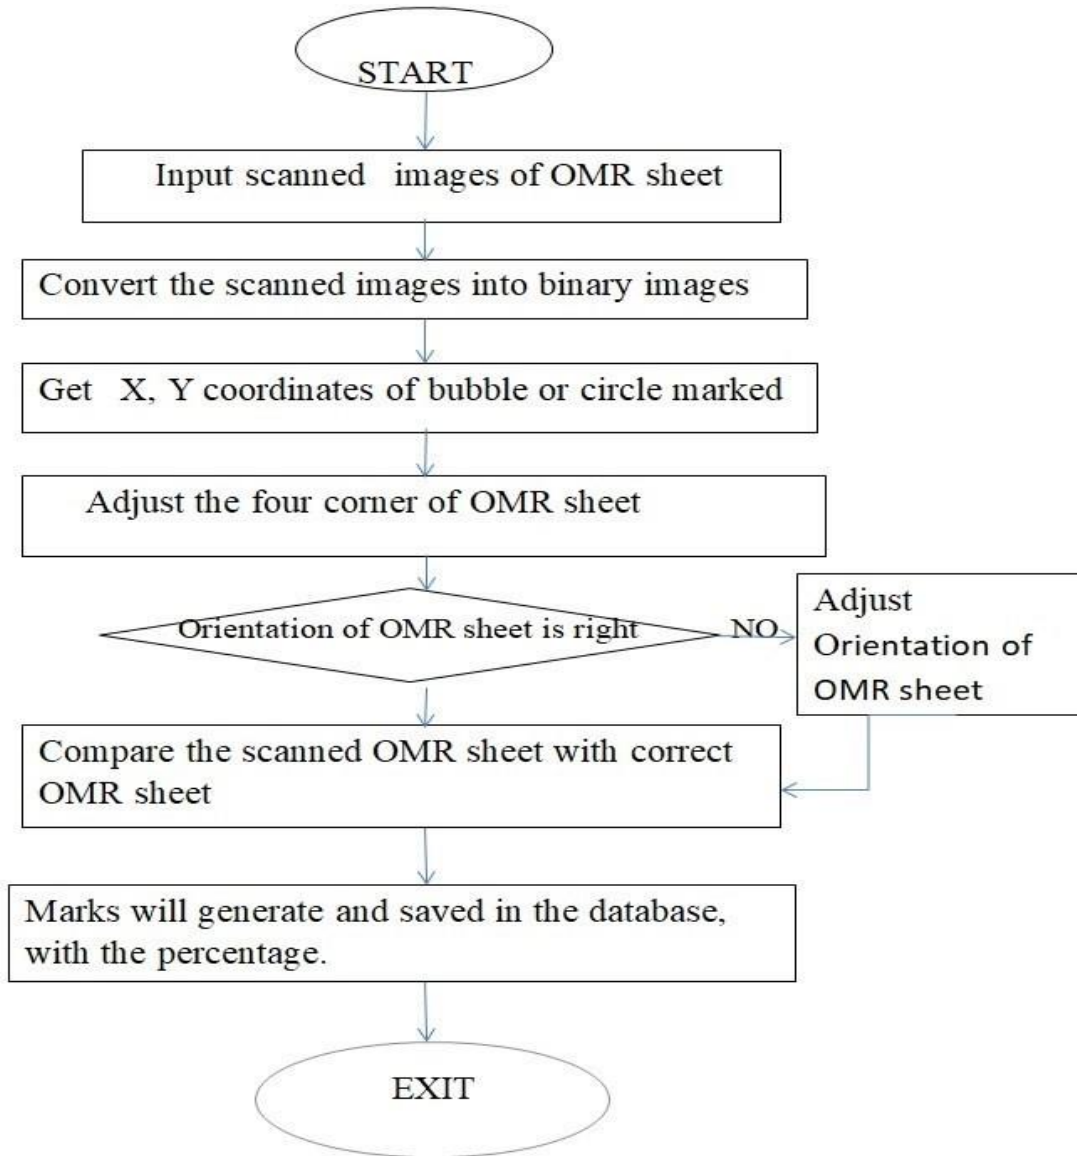 START
Input scanned images of OMR sheet
Convert the scanned images into binary images
Get X, Y coordinates of bubble or circle marked
Adjust the four corner of OMR sheet
Orientation of OMR sheet is right
NO
Adjust
Orientation of
OMR sheet
Compare the scanned OMR sheet with correct
OMR sheet
Marks will generate and saved in the database,
with the percentage.
EXIT